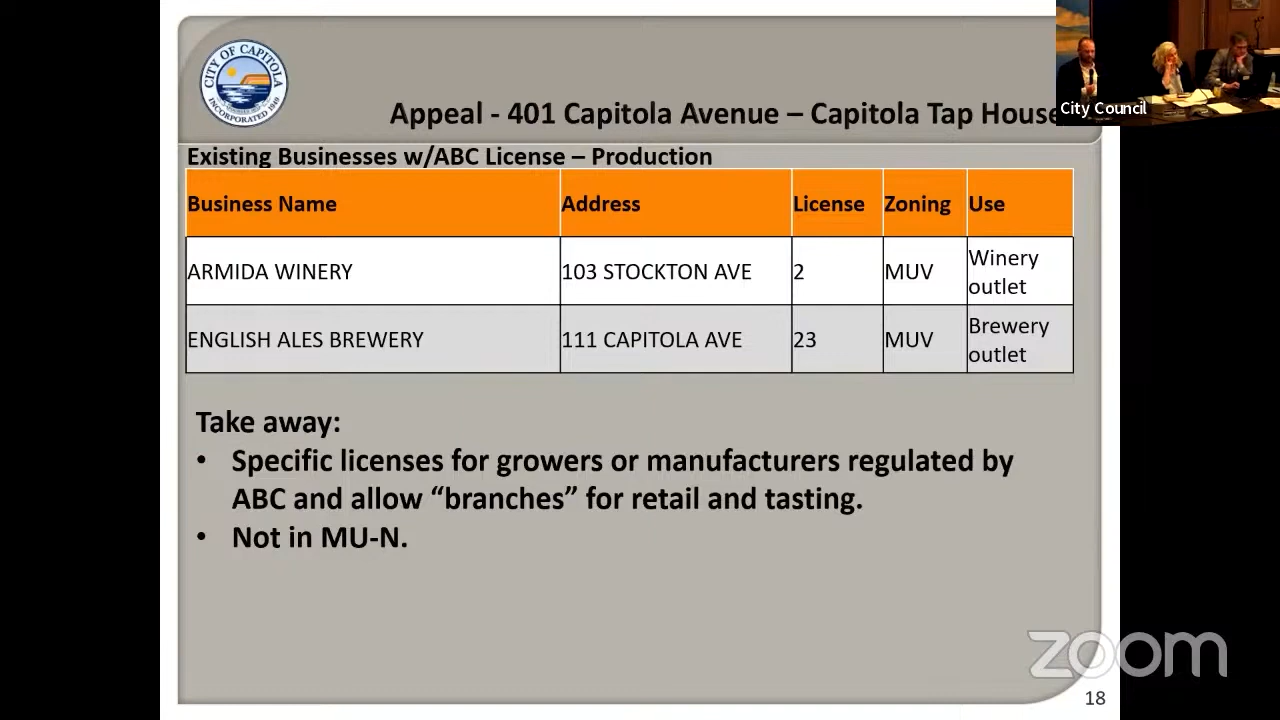 CITY OF CAPITOLA
INCORPORATED 1949
Appeal - 401 Capitola Avenue – Capitola Tap House
City Council
Existing Businesses w/ABC License – Production
Business Name Address License Zoning Use
ARMIDA WINERY 103 STOCKTON AVE 2 MUV Winery outlet
ENGLISH ALES BREWERY 111 CAPITOLA AVE 23 MUV Brewery outlet
Take away:
• Specific licenses for growers or manufacturers regulated by
ABC and allow “branches” for retail and tasting.
• Not in MU-N.
zoom
18